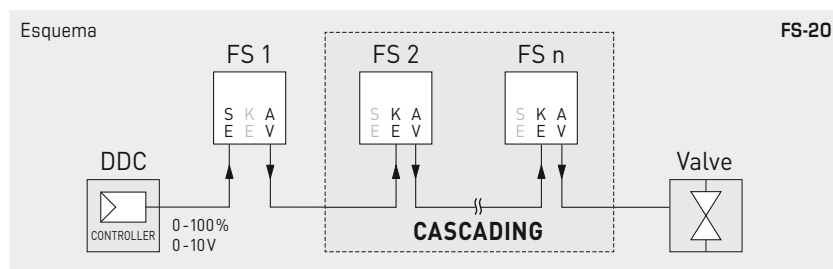 Esquema
FS-20
FS 1
FS 2
FS n
S K A
E E V
S K A
E E V
S K A
E E V
DDC
Valve
CONTROLLER
0-100%
0-10V
CASCADING